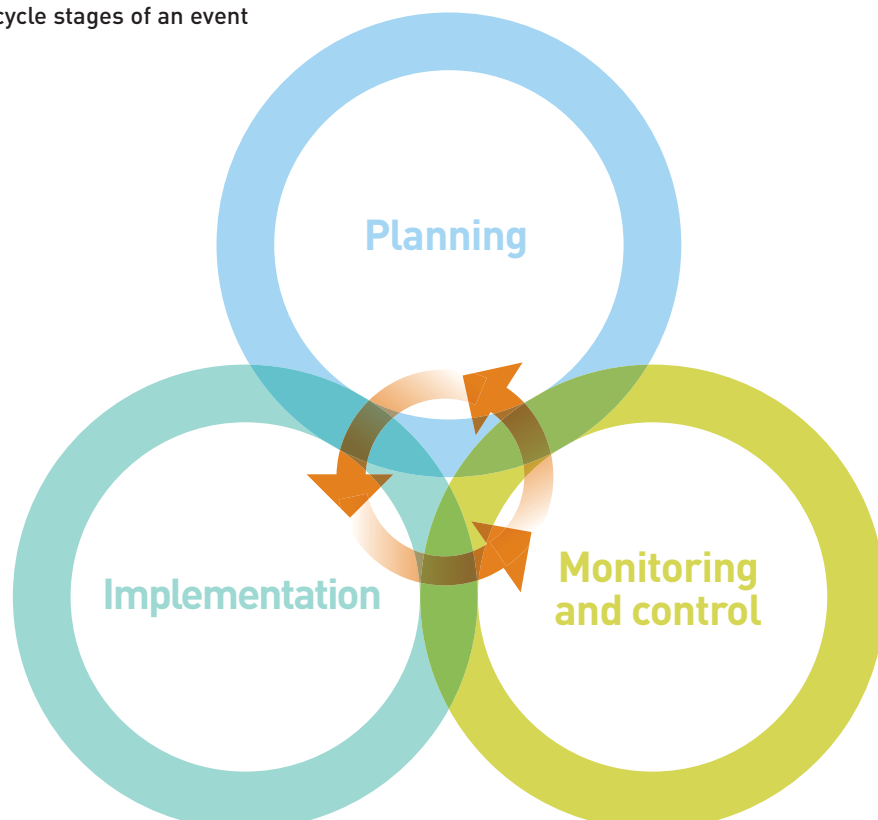 cycle stages of an event
Planning
Implementation
Monitoring
and control